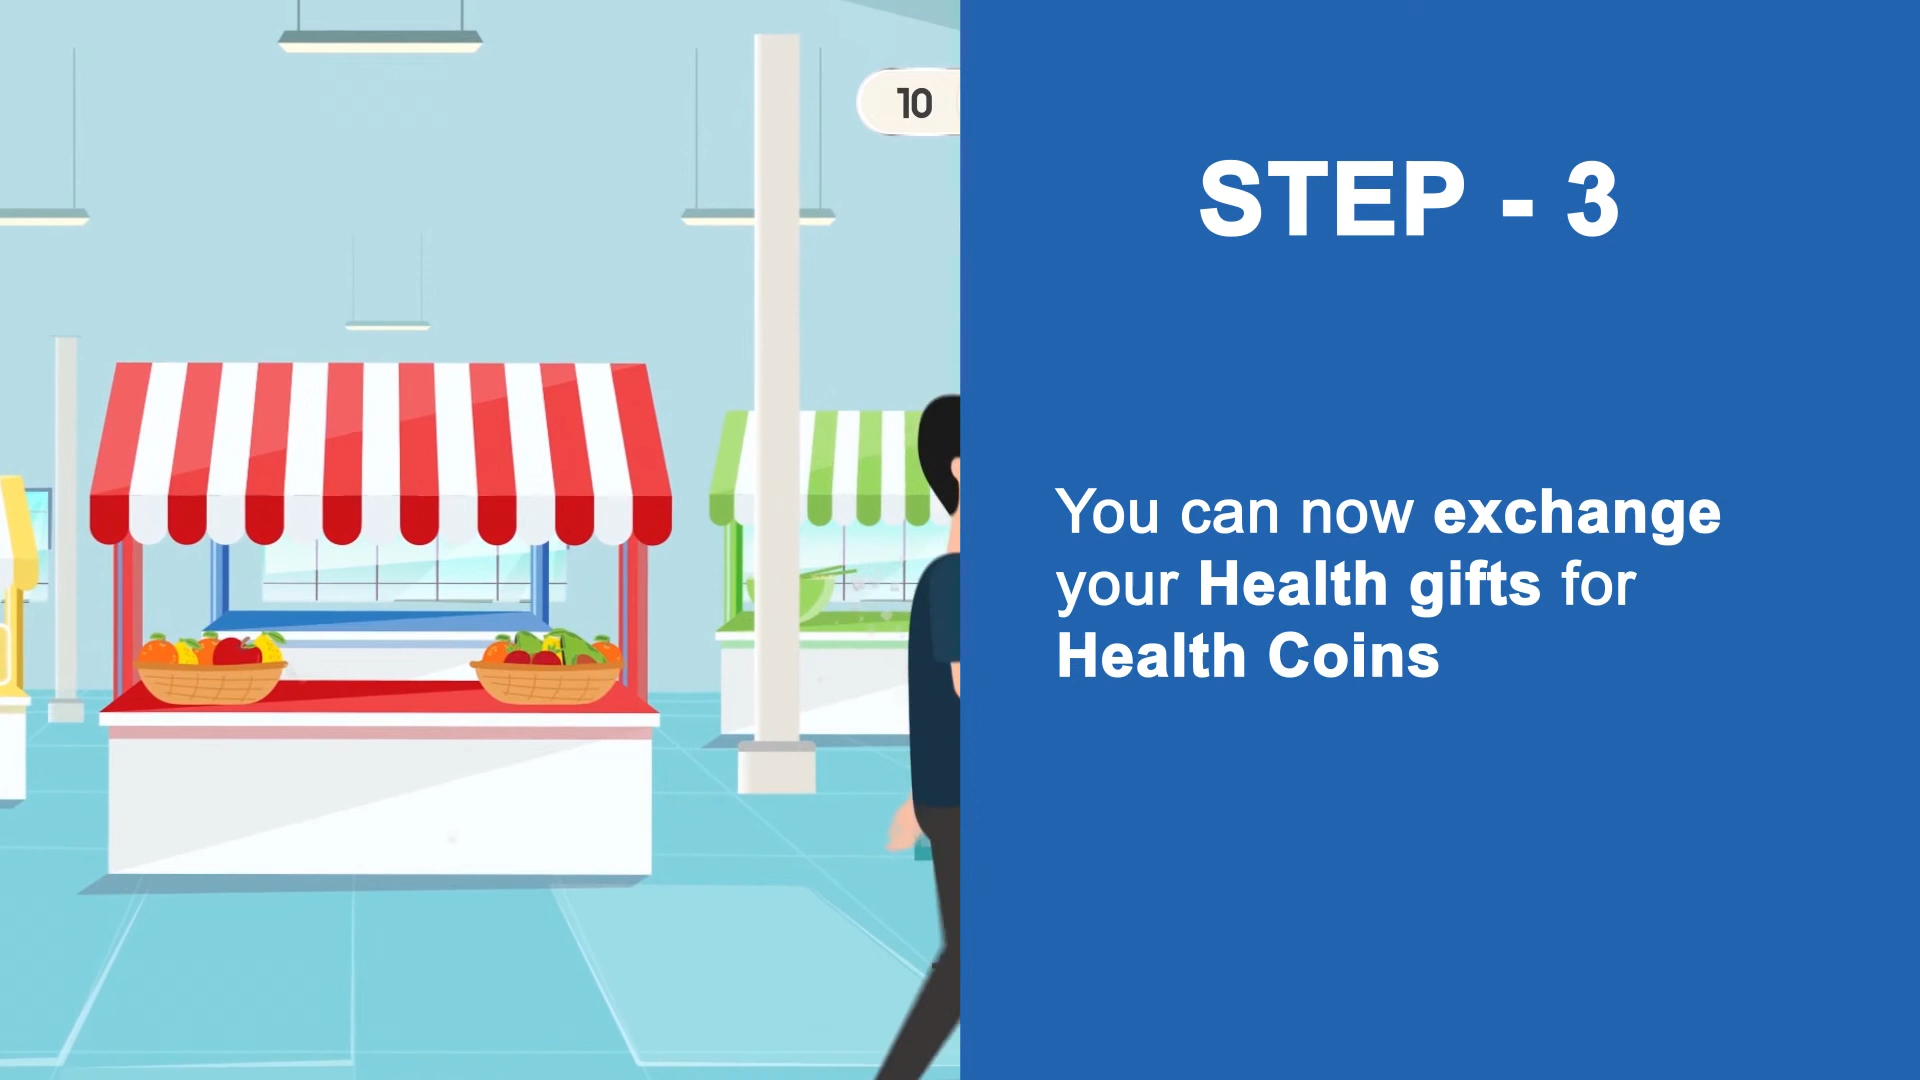 10
STEP - 3
You can now exchange
your Health gifts for
Health Coins